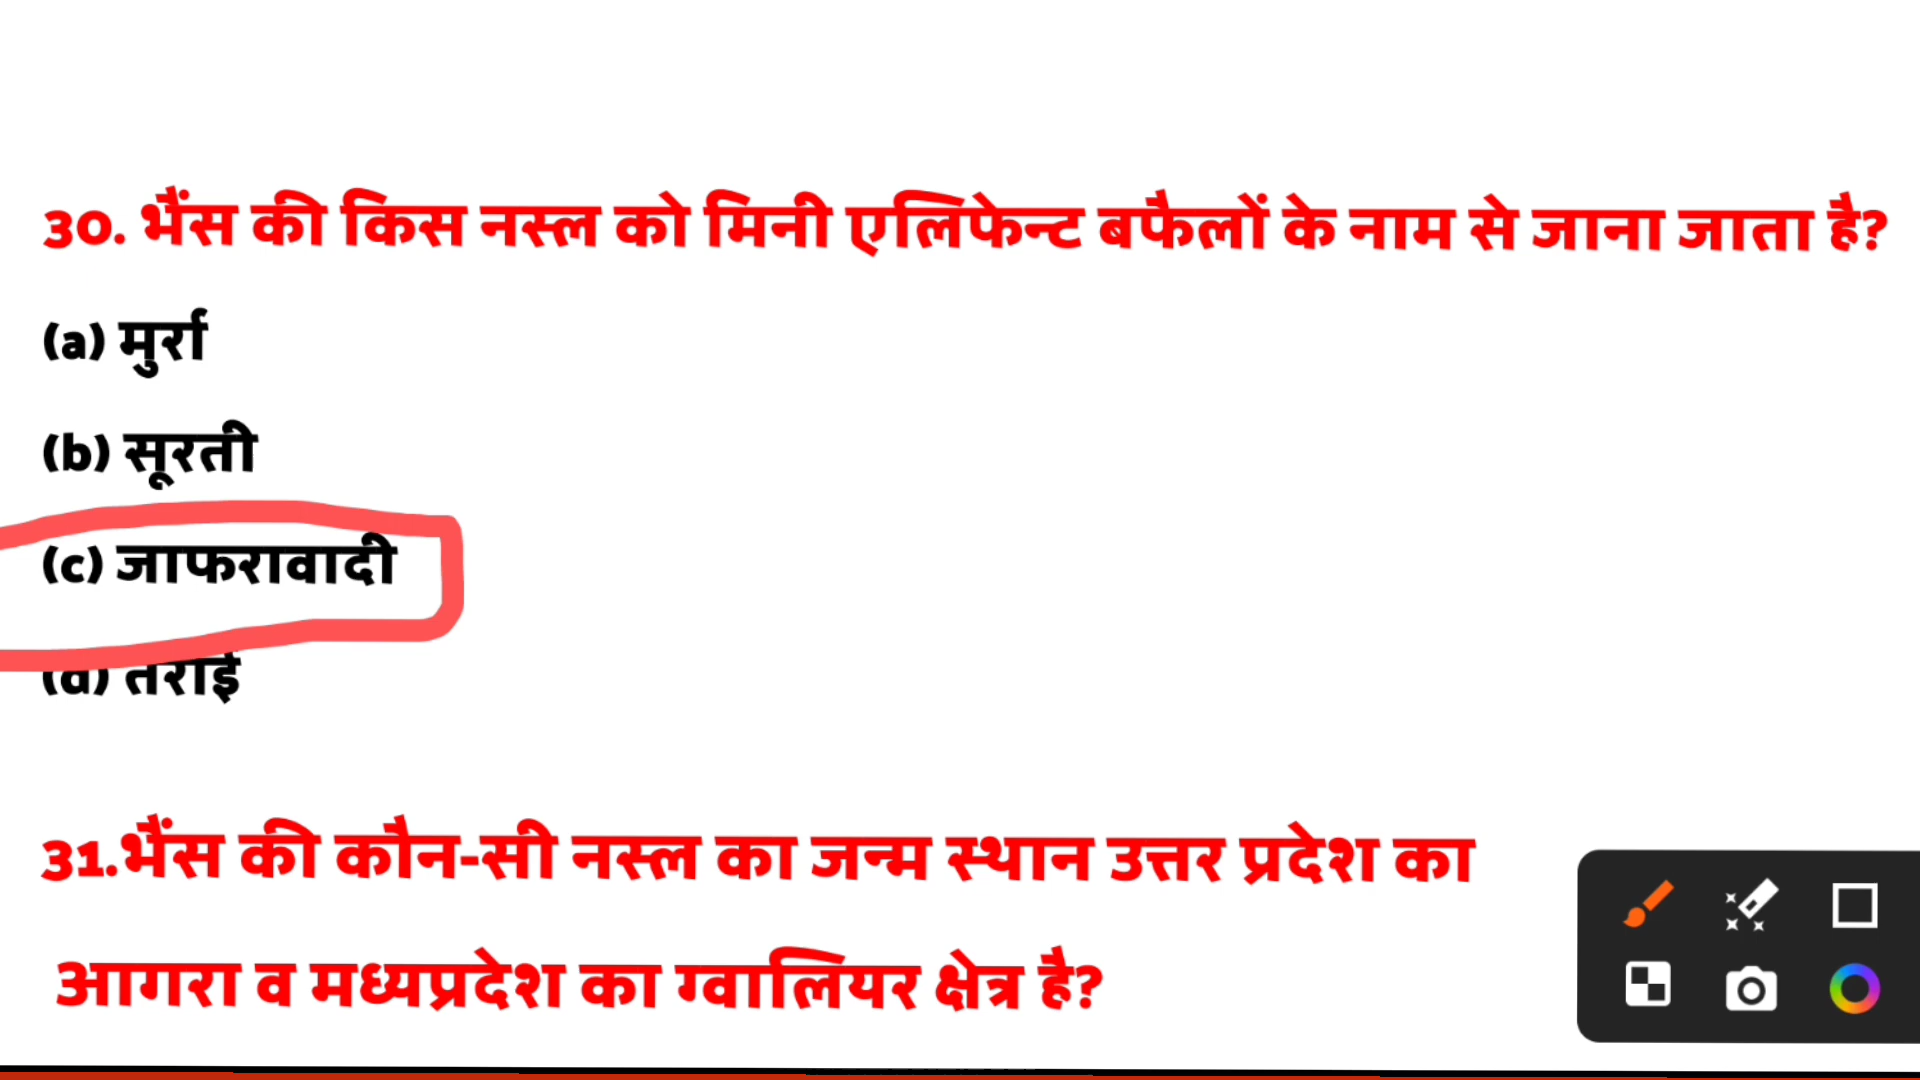 30. भैंस की किस नस्ल को मिनी एलिफेन्ट बफैलों के नाम से जाना जाता है?
(a) मुर्रा
(b) सूरती
(c) जाफरावादी
(d) तराई
31.भैंस की कौन-सी नस्ल का जन्म स्थान उत्तर प्रदेश का
आगरा व मध्यप्रदेश का ग्वालियर क्षेत्र है?